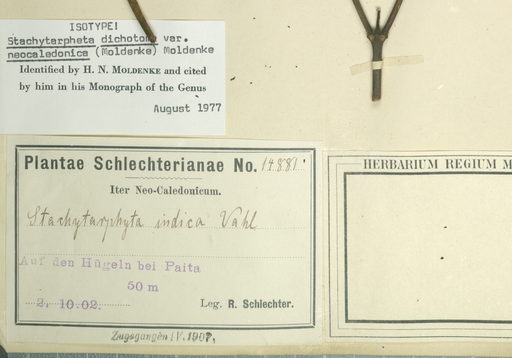 ISOTYPE!
Stachytarpheta dichotoma var.
neocaledonica (Moldenke) Moldenke
Identified by H. N. MOLDENKE and cited
by him in his Monograph of the Genus
August 1977
Plantae Schlechterianae No. 14881
Iter Neo-Caledonicum.
Stachytarphyta indica Vahl
Auf den Hügeln bei Paita
50 m
2. 10.02.
Leg. R. Schlechter.
Zugegangen IV. 1907.
HERBARIUM REGIUM M